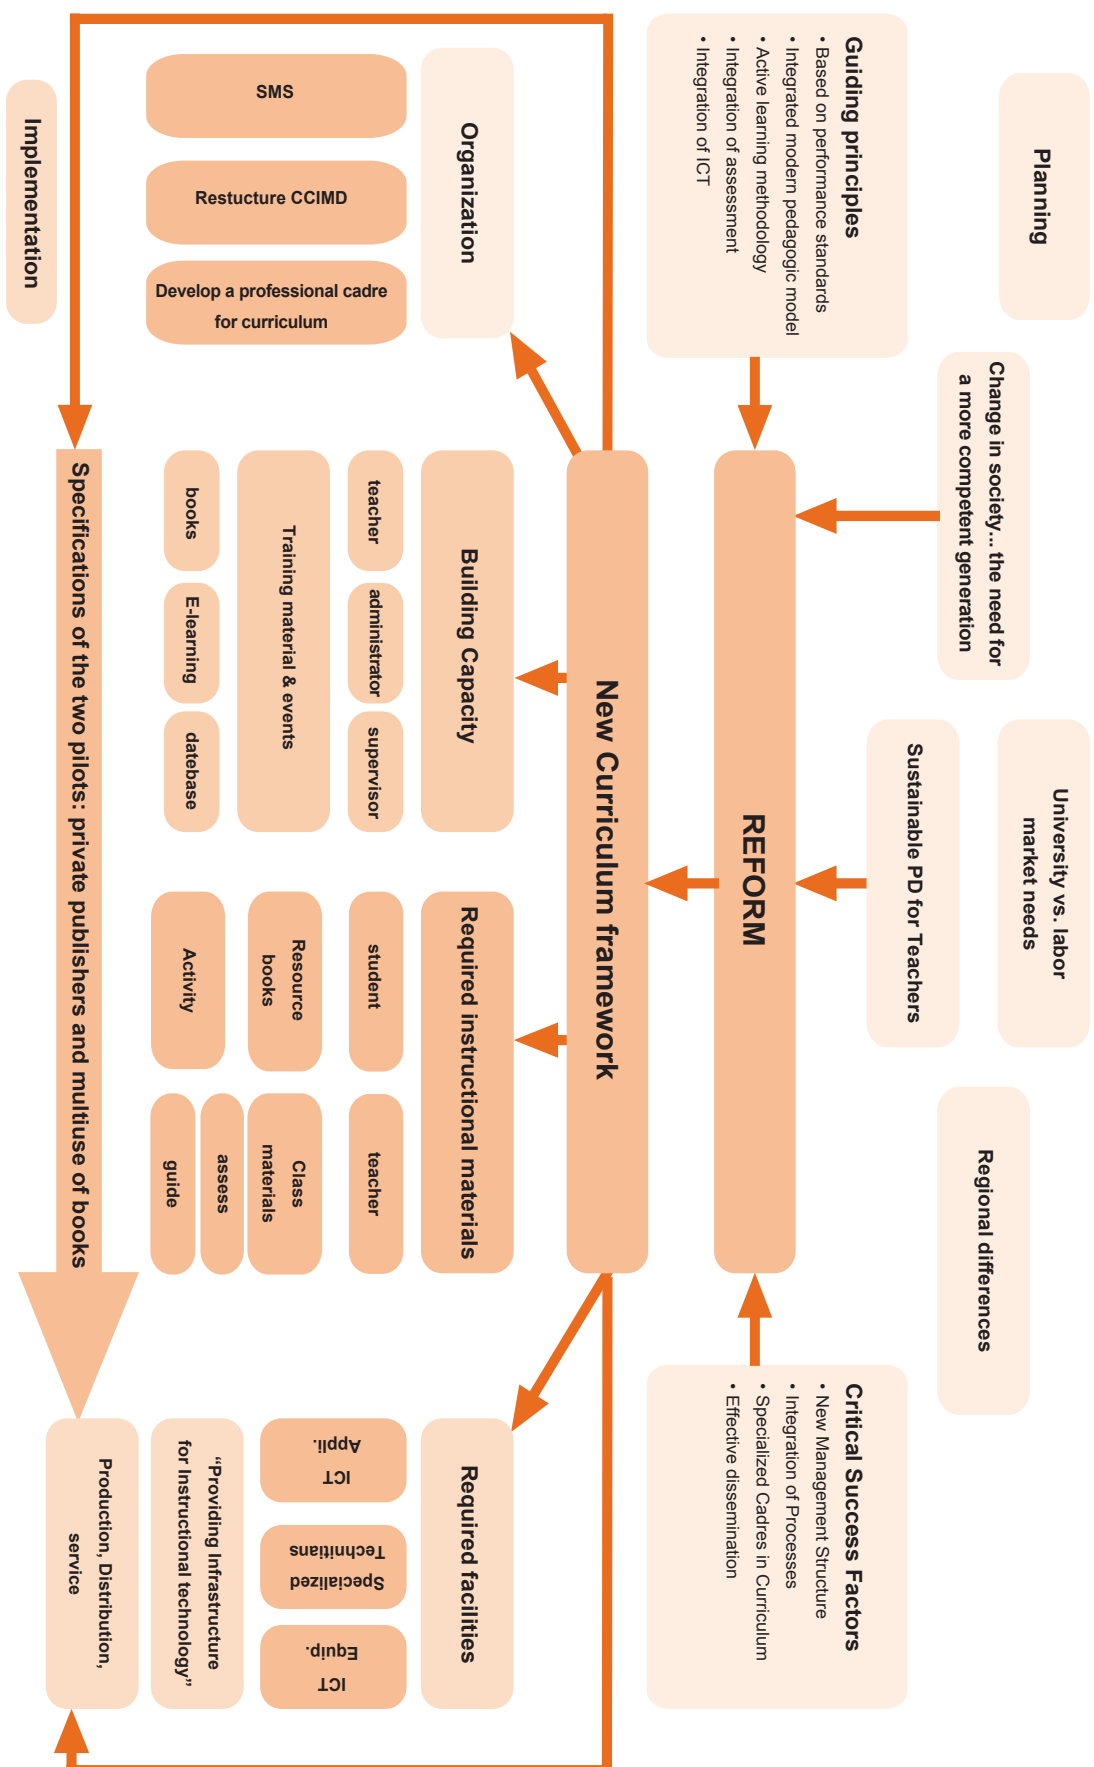 Planning
Change in society... the need for
a more competent generation
University vs. labor
market needs
Sustainable PD for Teachers
Regional differences
Guiding principles
• Based on performance standards
• Integrated modern pedagogic model
• Active learning methodology
• Integration of assessment
• Integration of ICT
REFORM
Critical Success Factors
• New Management Structure
• Integration of Processes
• Specialized Cadres in Curriculum
• Effective dissemination
New Curriculum framework
Organization
SMS
Restucture CCIMD
Develop a professional cadre
for curriculum
Building Capacity
teacher
administrator
supervisor
Training material & events
books
E-learning
datebase
Required instructional materials
student
teacher
Resource
books
Class
materials
Activity
assess
guide
Required facilities
ICT
Appli.
Specialized
Technitians
ICT
Equip.
“Providing Infrastructure
for Instructional technology”
Implementation
Specifications of the two pilots: private publishers and multiuse of books
Production, Distribution,
service